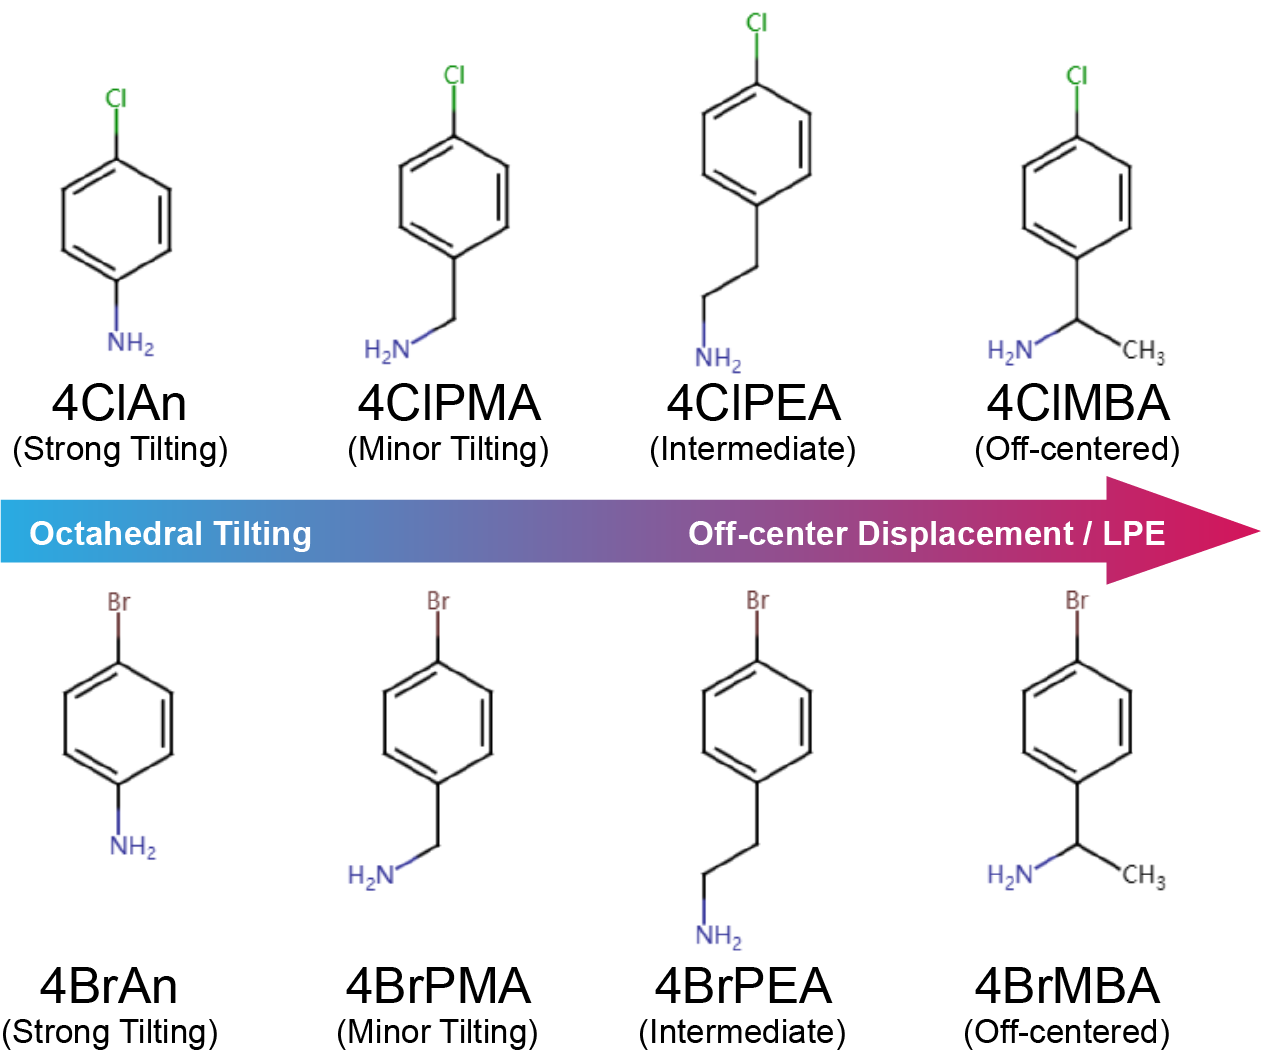 Cl
Cl
Cl
Cl
NH₂
H₂N
NH₂
H₂N
CH₃
4ClAn
4ClPMA
4ClPEA
4ClMBA
(Strong Tilting)
(Minor Tilting)
(Intermediate)
(Off-centered)
Octahedral Tilting
Off-center Displacement / LPE
Br
Br
Br
Br
NH₂
H₂N
NH₂
H₂N
CH₃
4BrAn
4BrPMA
4BrPEA
4BrMBA
(Strong Tilting)
(Minor Tilting)
(Intermediate)
(Off-centered)